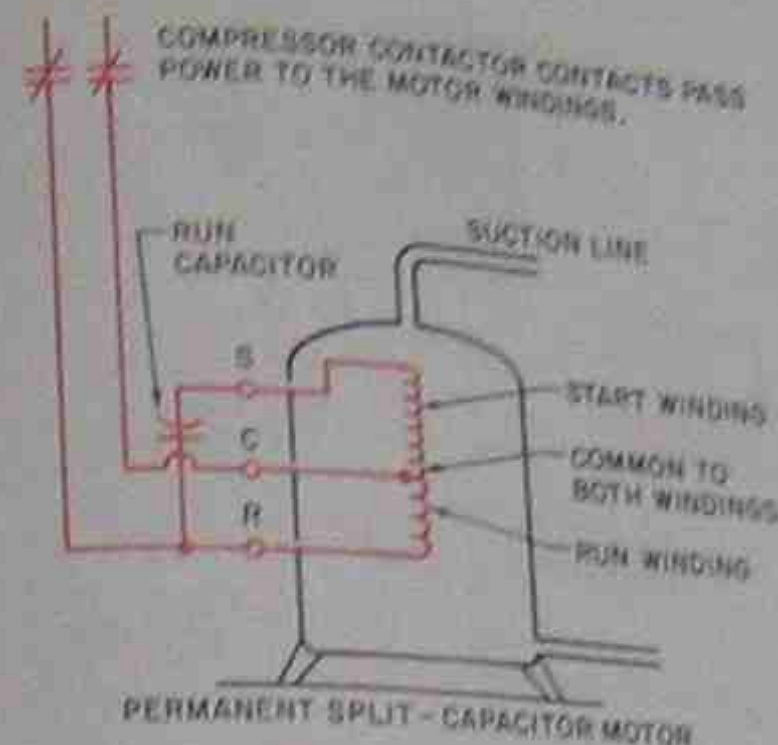 COMPRESSOR CONTACTOR CONTACTS PASS
POWER TO THE MOTOR WINDINGS.
RUN
CAPACITOR
SUCTION LINE
S
START WINDING
C
COMMON TO
BOTH WINDINGS
R
RUN WINDING
PERMANENT SPLIT-CAPACITOR MOTOR